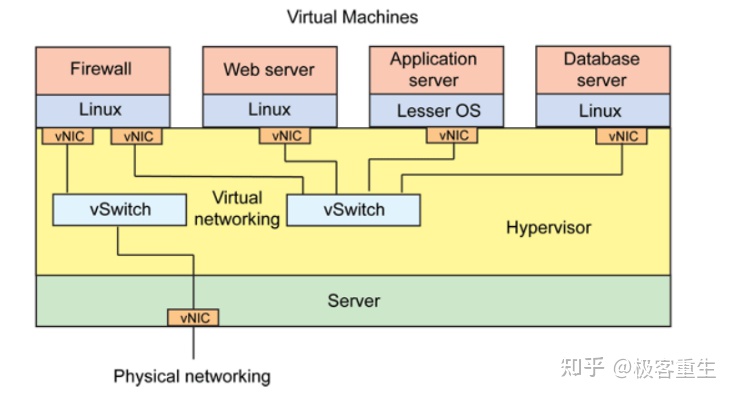 Virtual Machines
Firewall
Linux
Web server
Linux
Application
server
Lesser OS
Database
server
Linux
vNIC
vNIC
vNIC
vNIC
vNIC
vSwitch
Virtual
networking
vSwitch
Hypervisor
Server
vNIC
Physical networking
知乎 @极客重生